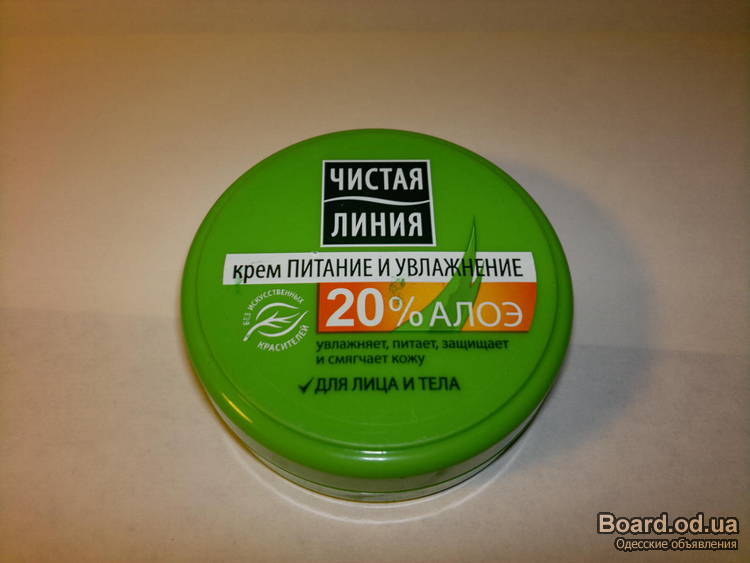 ЧИСТАЯ
ЛИНИЯ
крем ПИТАНИЕ И УВЛАЖНЕНИЕ
20% АЛОЭ
БЕЗ ИСКУССТВЕННЫХ
КРАСИТЕЛЕЙ
увлажняет, питает, защищает
и смягчает кожу
ДЛЯ ЛИЦА И ТЕЛА
Board.od.ua
Одесские объявления